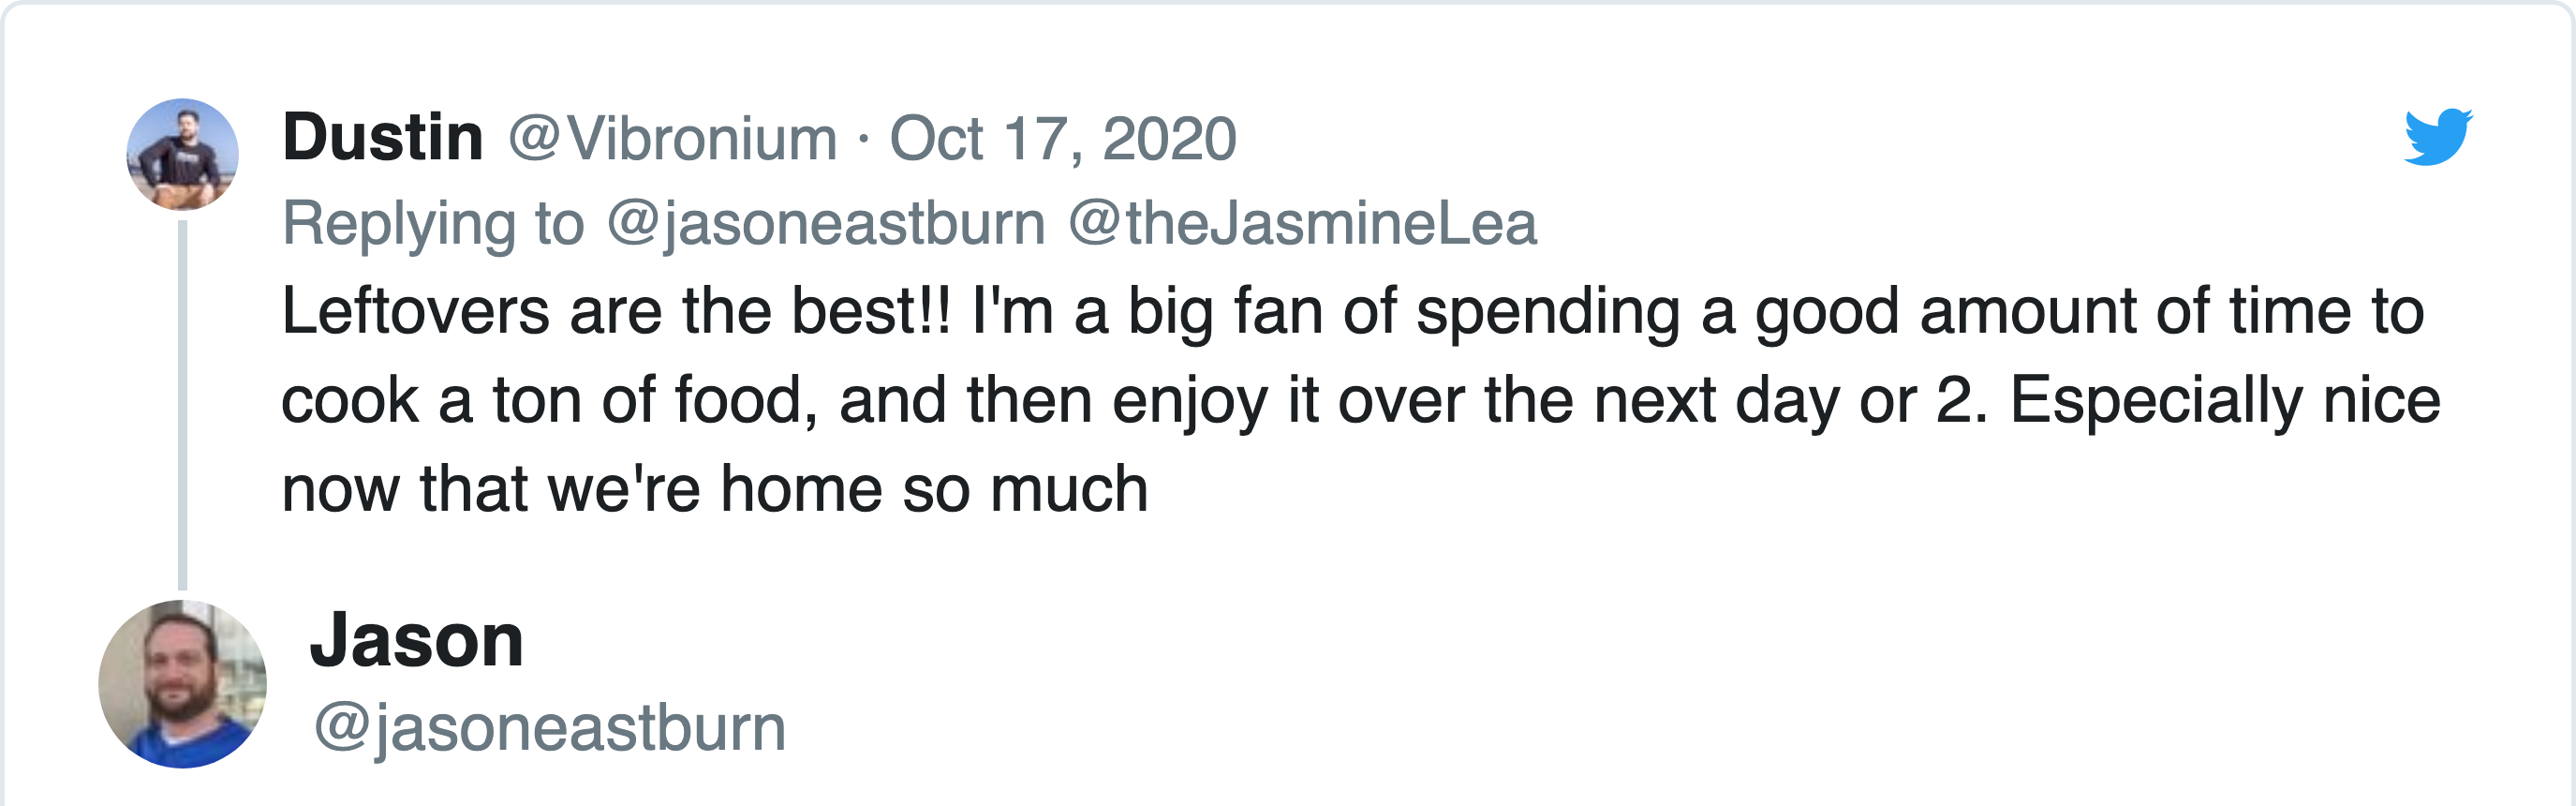 Dustin @Vibronium · Oct 17, 2020
Replying to @jasoneastburn @theJasmineLea
Leftovers are the best!! I'm a big fan of spending a good amount of time to
cook a ton of food, and then enjoy it over the next day or 2. Especially nice
now that we're home so much
Jason
@jasoneastburn